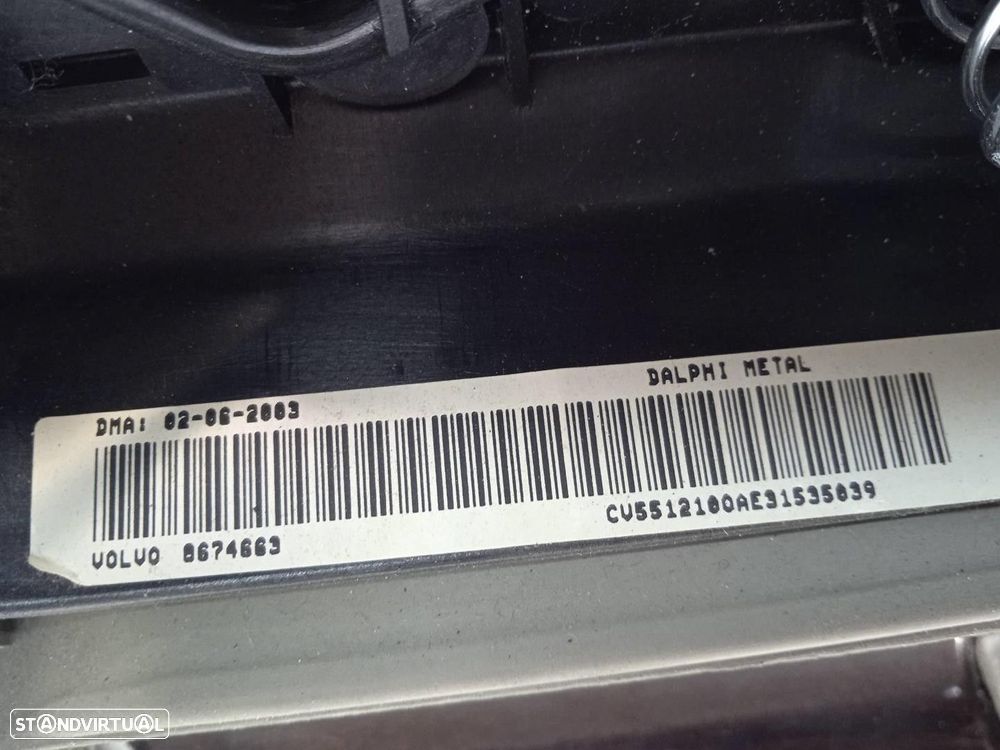 DALPHI METAL
DMA: 02-06-2003
CV5512100AE31535039
VOLVO 8674663
STANDVIRTUAL